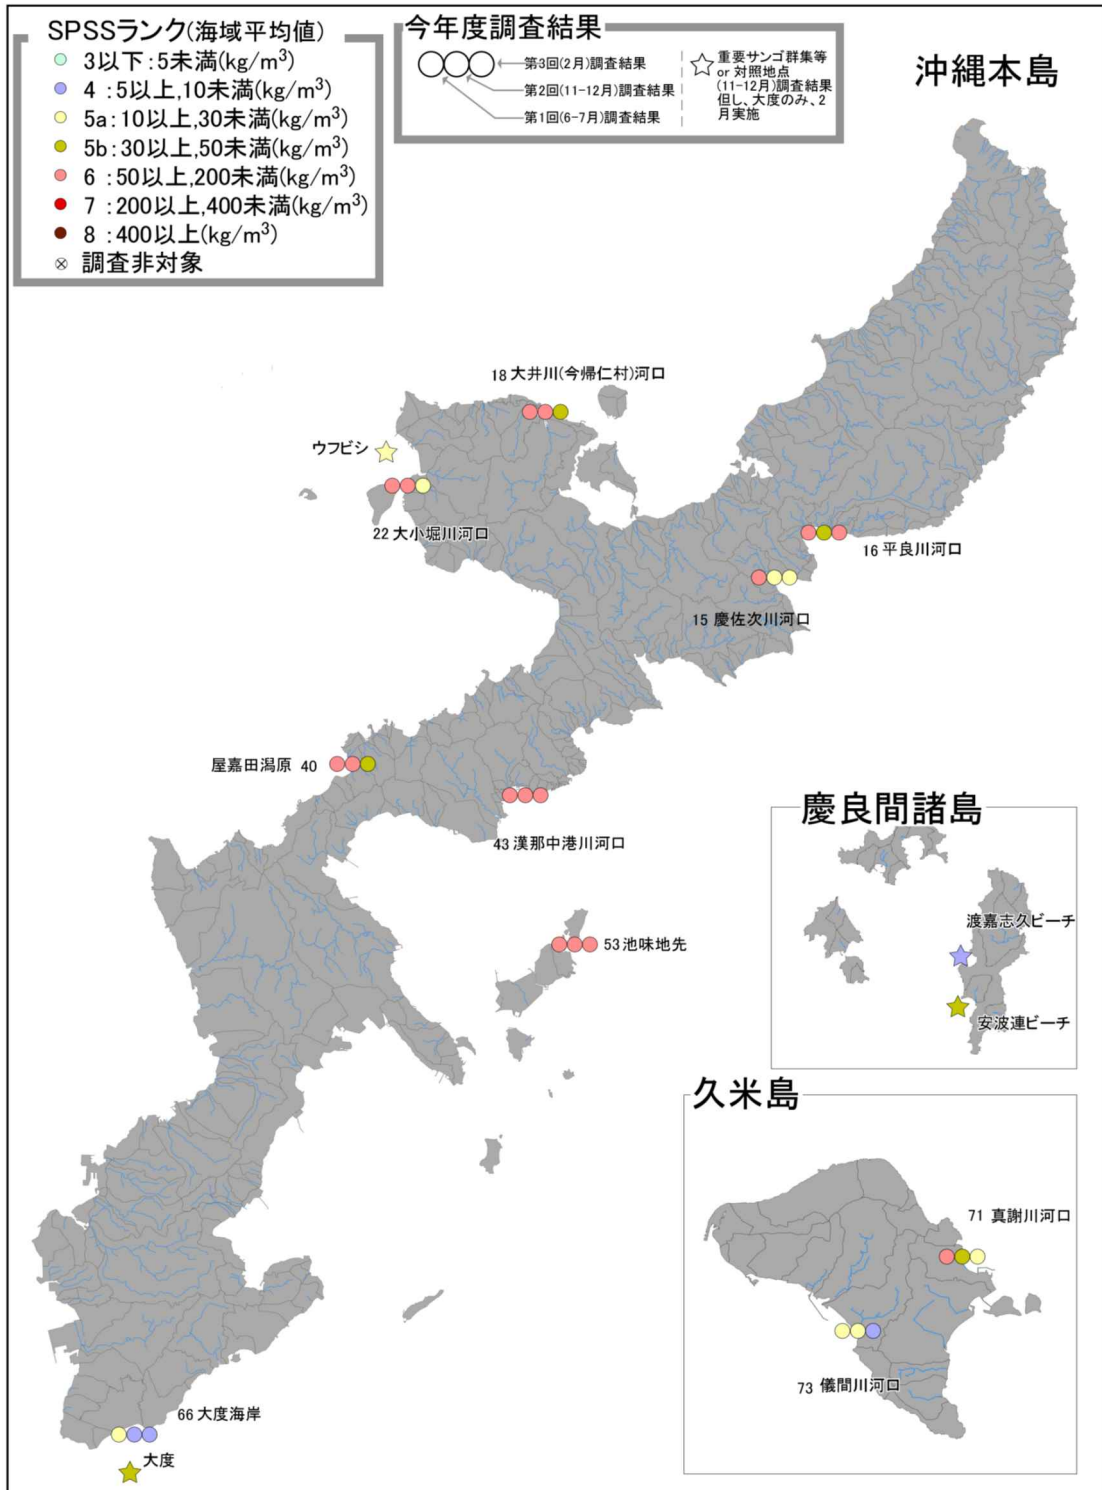 SPSSランク(海域平均値)
3以下:5未満(kg/m³)
4 :5以上,10未満(kg/m³)
5a:10以上,30未満(kg/m³)
5b:30以上,50未満(kg/m³)
6 :50以上,200未満(kg/m³)
7 :200以上,400未満(kg/m³)
8 :400以上(kg/m³)
調査非対象
今年度調査結果
第3回(2月)調査結果
第2回(11-12月)調査結果
第1回(6-7月)調査結果
重要サンゴ群集等
or 対照地点
(11-12月)調査結果
但し、大度のみ、2
月実施
沖縄本島
18 大井川(今帰仁村)河口
ウフビシ
22 大小堀川河口
16 平良川河口
15 慶佐次川河口
屋嘉田潟原 40
43 漢那中港川河口
53 池味地先
慶良間諸島
渡嘉志久ビーチ
安波連ビーチ
久米島
71 真謝川河口
73 儀間川河口
66 大度海岸
大度